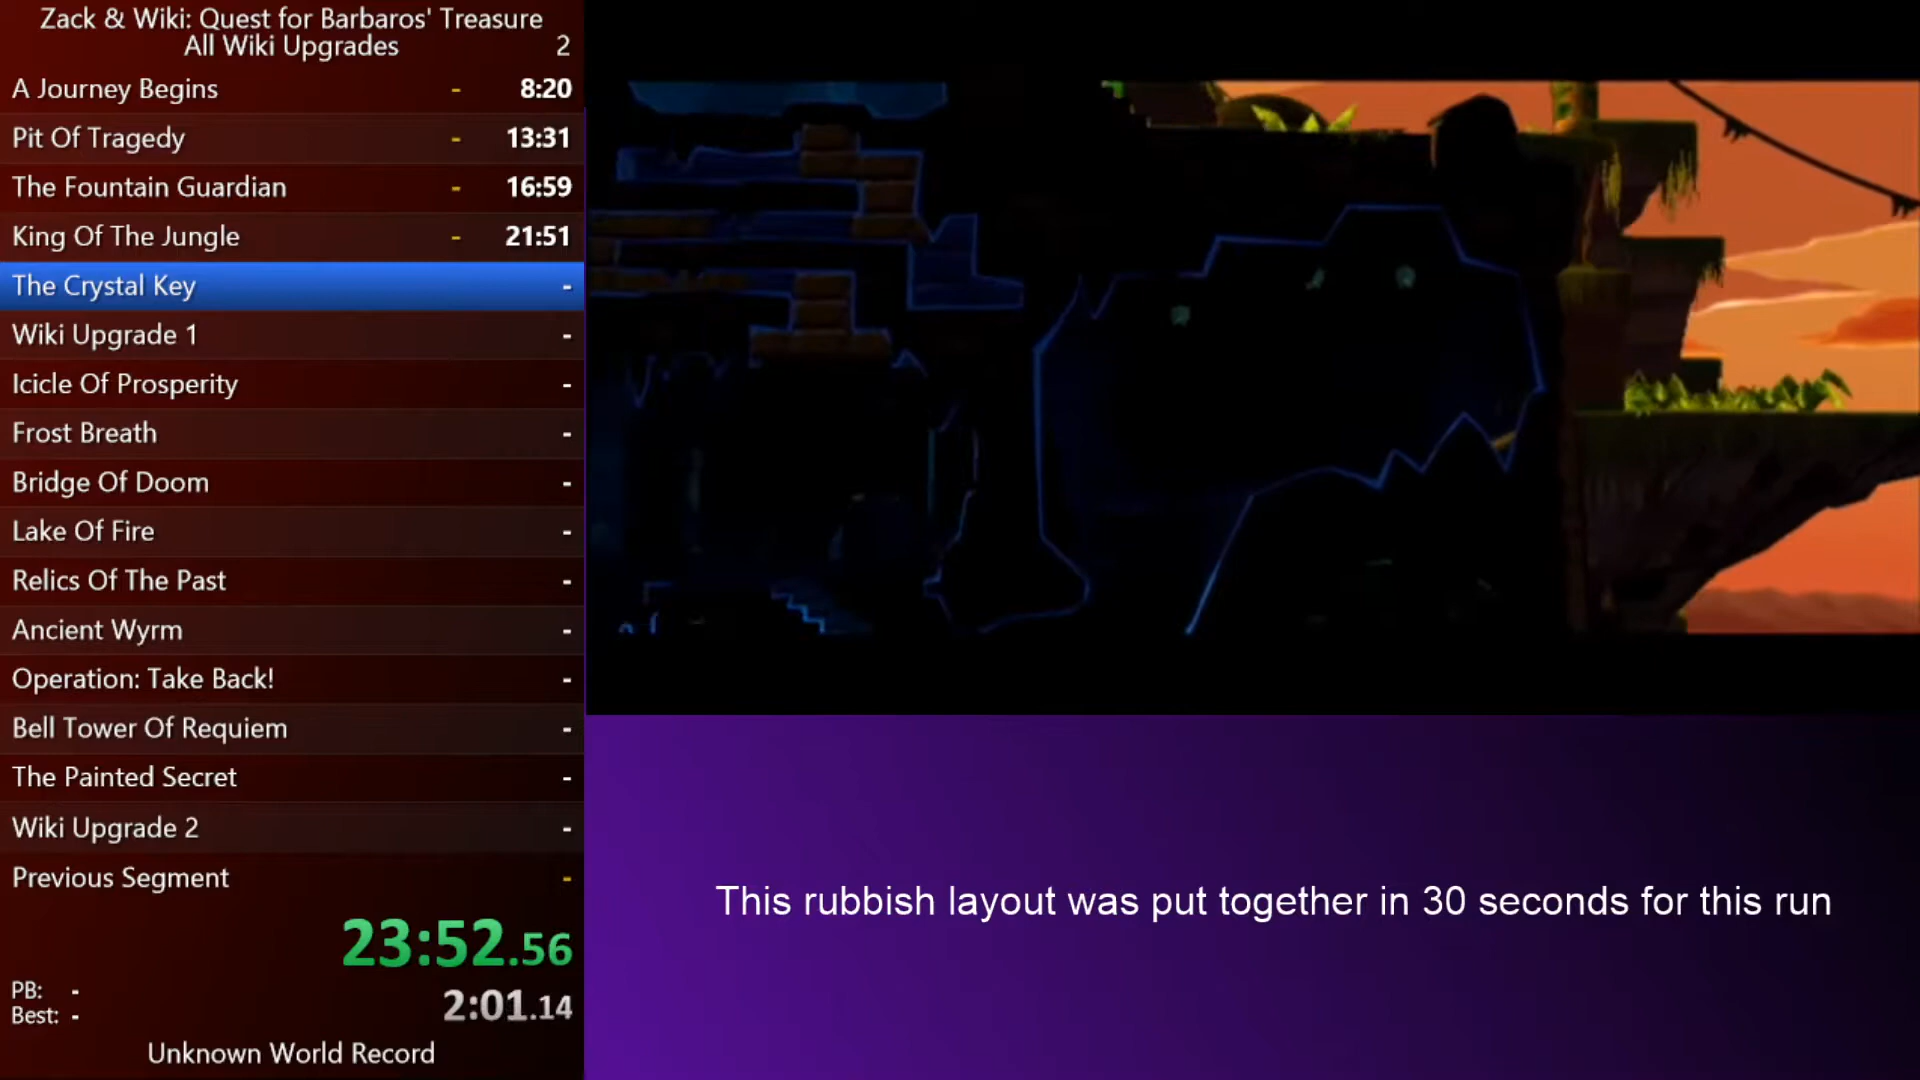 Zack & Wiki: Quest for Barbaros' Treasure
All Wiki Upgrades 2
A Journey Begins - 8:20
Pit Of Tragedy - 13:31
The Fountain Guardian - 16:59
King Of The Jungle - 21:51
The Crystal Key -
Wiki Upgrade 1 -
Icicle Of Prosperity -
Frost Breath -
Bridge Of Doom -
Lake Of Fire -
Relics Of The Past -
Ancient Wyrm -
Operation: Take Back! -
Bell Tower Of Requiem -
The Painted Secret -
Wiki Upgrade 2 -
Previous Segment -
23:52.56
PB: -
Best: -
2:01.14
Unknown World Record
This rubbish layout was put together in 30 seconds for this run